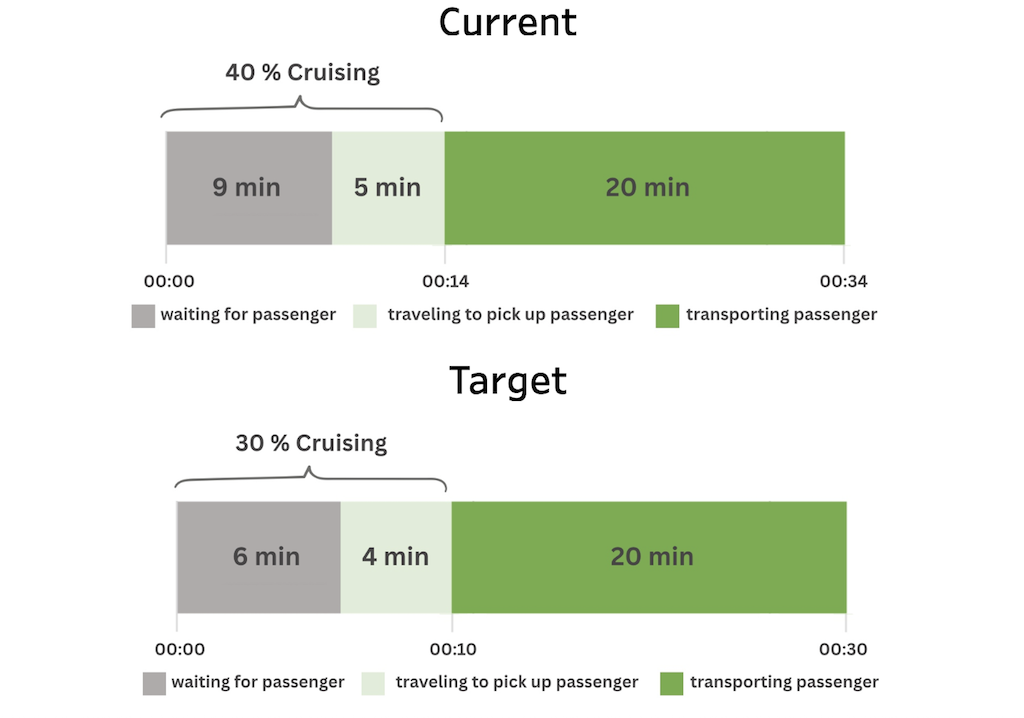 Current
40 % Cruising
9 min 5 min 20 min
00:00 00:14 00:34
waiting for passenger traveling to pick up passenger transporting passenger
Target
30 % Cruising
6 min 4 min 20 min
00:00 00:10 00:30
waiting for passenger traveling to pick up passenger transporting passenger